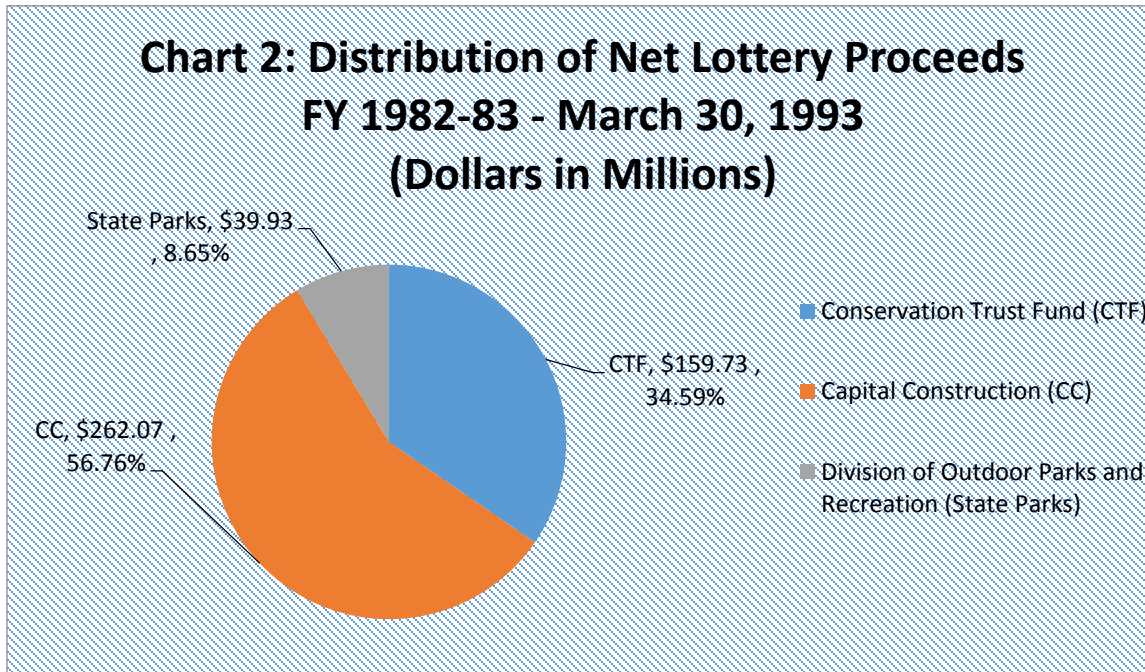 Chart 2: Distribution of Net Lottery Proceeds
FY 1982-83 - March 30, 1993
(Dollars in Millions)
State Parks, $39.93
, 8.65%
CTF, $159.73 ,
34.59%
CC, $262.07 ,
56.76%
Conservation Trust Fund (CTF)
Capital Construction (CC)
Division of Outdoor Parks and
Recreation (State Parks)